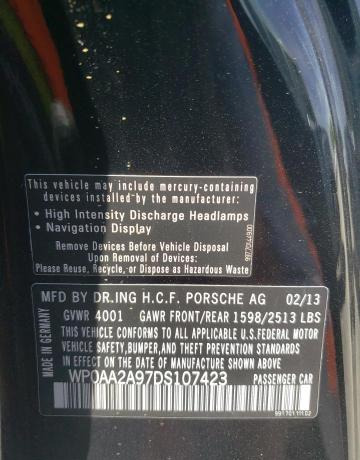 This vehicle may include mercury-containing
devices installed by the manufacturer:
• High Intensity Discharge Headlamps
• Navigation Display
Remove Devices Before Vehicle Disposal
Upon Removal of Devices:
Please Reuse, Recycle, or Dispose as Hazardous Waste
MADE IN GERMANY
MFD BY DR.ING H.C.F. PORSCHE AG 02/13
GVWR 4001 GAWR FRONT/REAR 1598/2513 LBS
THIS VEHICLE CONFORMS TO ALL APPLICABLE
U.S.FEDERAL MOTOR
VEHICLE SAFETY,BUMPER,AND THEFT PREVENTION STANDARDS
IN EFFECT ON THE DATE OF MANUFACTURE SHOWN ABOVE.
WP0AA2A97DS107423 PASSENGER CAR